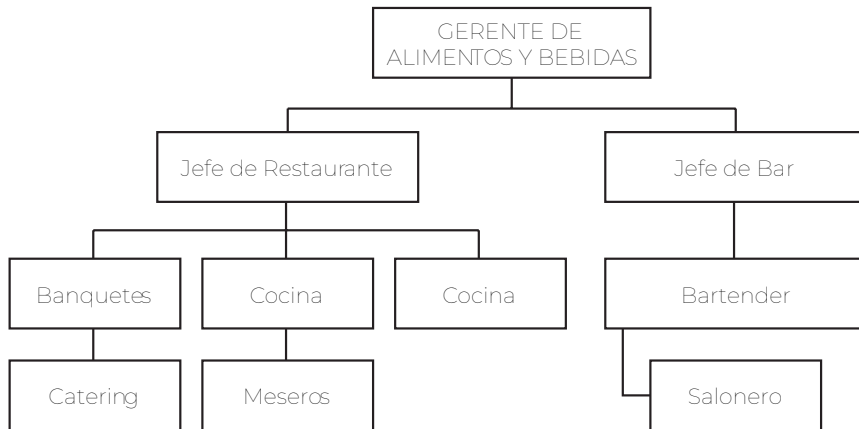 GERENTE DE
ALIMENTOS Y BEBIDAS
Jefe de Restaurante
Jefe de Bar
Banquetes
Cocina
Cocina
Bartender
Catering
Meseros
Salonero